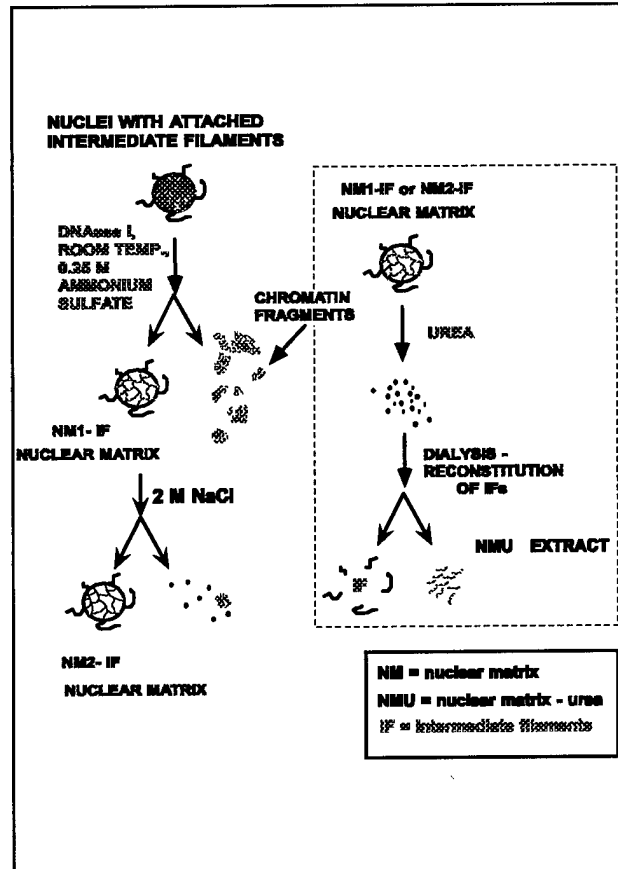 NUCLEI WITH ATTACHED
INTERMEDIATE FILAMENTS
DNAase I,
ROOM TEMP.,
0.25 M
AMMONIUM
SULFATE
CHROMATIN
FRAGMENTS
NM1- IF
NUCLEAR MATRIX
2 M NaCl
NM2- IF
NUCLEAR MATRIX
NM1-IF or NM2-IF
NUCLEAR MATRIX
UREA
DIALYSIS -
RECONSTITUTION
OF IFs
NMU EXTRACT
NM = nuclear matrix
NMU = nuclear matrix - urea
IF = Intermediate filaments